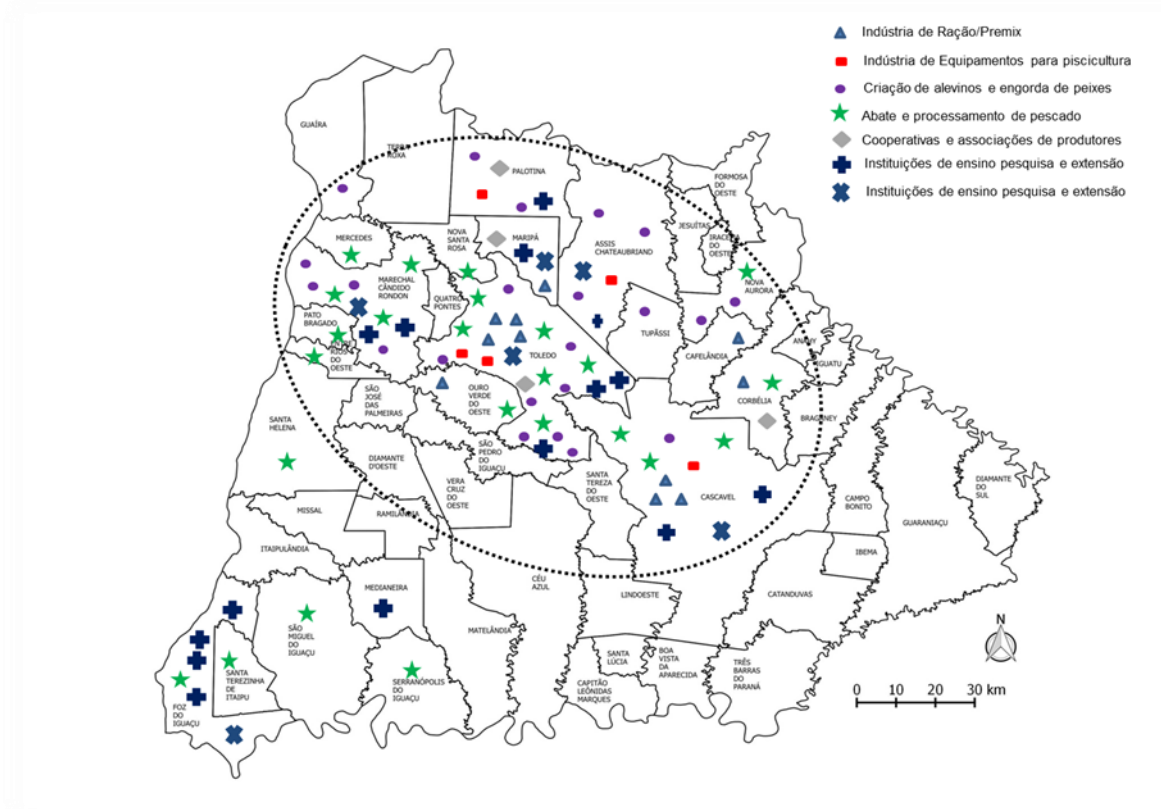 Indústria de Ração/Premix
Indústria de Equipamentos para piscicultura
Criação de alevinos e engorda de peixes
Abate e processamento de pescado
Cooperativas e associações de produtores
Instituições de ensino pesquisa e extensão
Instituições de ensino pesquisa e extensão
GUAÍRA
TERRA
ROXA
PALOTINA
FORMOSA
DO
OESTE
JESUÍTAS
IRACEMA
DO
OESTE
MERCEDES
NOVA
SANTA
ROSA
MARIPÁ
ASSIS
CHATEAUBRIAND
NOVA
AURORA
MARECHAL
CÂNDIDO
RONDON
QUATRO
PONTES
PATO
BRAGADO
TUPÃSSI
CAFELÂNDIA
ANAHY
IGUATU
RIOS
DO
OESTE
TOLEDO
CORBÉLIA
BRAGANEY
SÃO
JOSÉ
DAS
PALMEIRAS
OURO
VERDE
DO
OESTE
SANTA
HELENA
DIAMANTE
D'OESTE
SÃO
PEDRO
DO
IGUAÇU
VERA
CRUZ
DO
OESTE
SANTA
TEREZA
DO
OESTE
CASCAVEL
CAMPO
BONITO
DIAMANTE
DO
SUL
GUARANIAÇU
MISSAL
RAMILÂNDIA
ITAIPULÂNDIA
IBEMA
MEDIANEIRA
CÉU
AZUL
LINDOESTE
CATANDUVAS
SÃO
MIGUEL
DO
IGUAÇU
MATELÂNDIA
SANTA
LÚCIA
BOA
VISTA
DA
APARECIDA
TRÊS
BARRAS
DO
PARANÁ
SANTA
TEREZINHA
DE
ITAIPU
SERRANÓPOLIS
DO
IGUAÇU
CAPITÃO
LEÔNIDAS
MARQUES
FOZ
DO
IGUAÇU
N
0 10 20 30 km